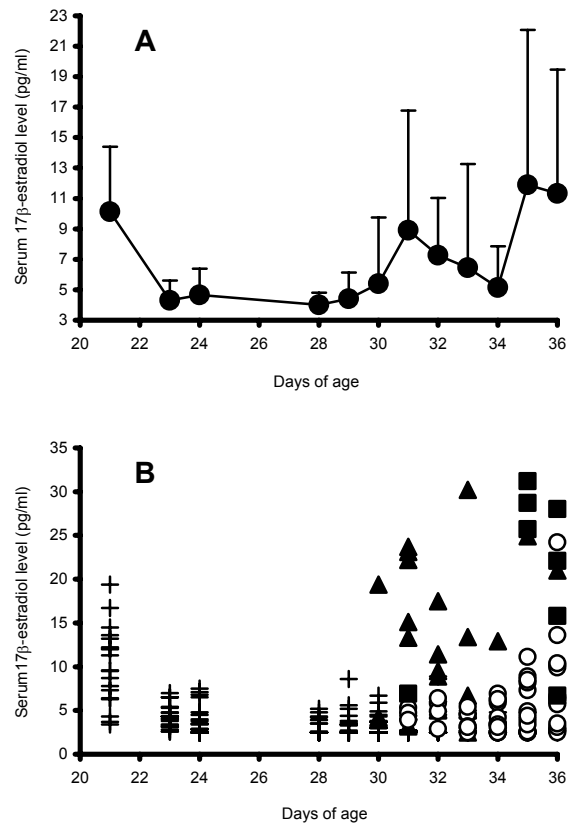 A
Serum 17β-estradiol level (pg/ml)
23
21
19
17
15
13
11
9
7
5
3
20 22 24 26 28 30 32 34 36
Days of age
B
Serum17β-estradiol level (pg/ml)
35
30
25
20
15
10
5
0
20 22 24 26 28 30 32 34 36
Days of age